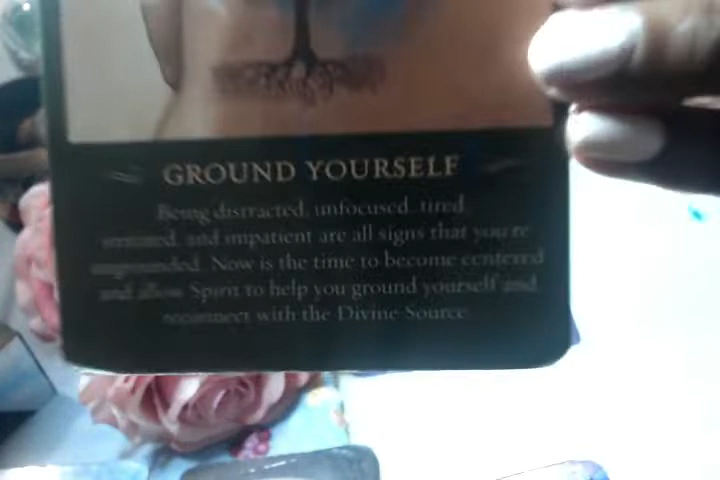 GROUND YOURSELF
Being distracted, unfocused, tired,
irritated, and impatient are all signs that you're
ungrounded. Now is the time to become centered
and allow Spirit to help you ground yourself and
reconnect with the Divine Source.